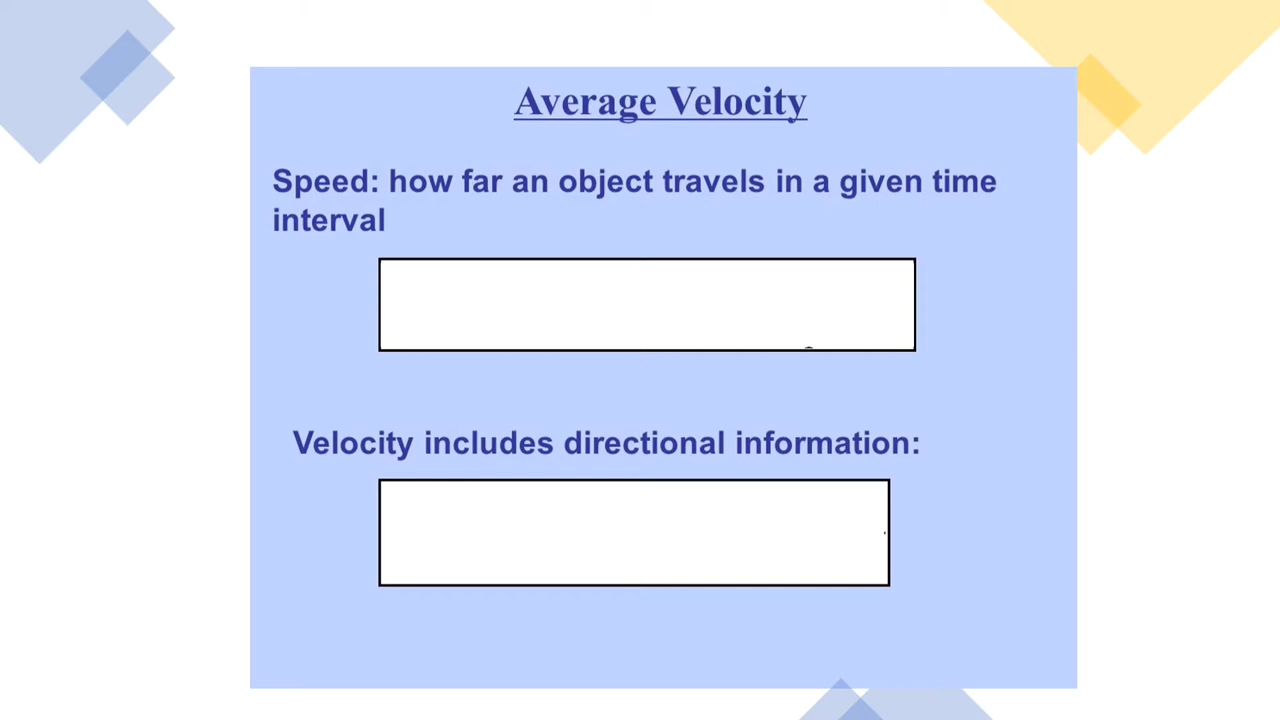 Average Velocity
Speed: how far an object travels in a given time
interval
Velocity includes directional information: